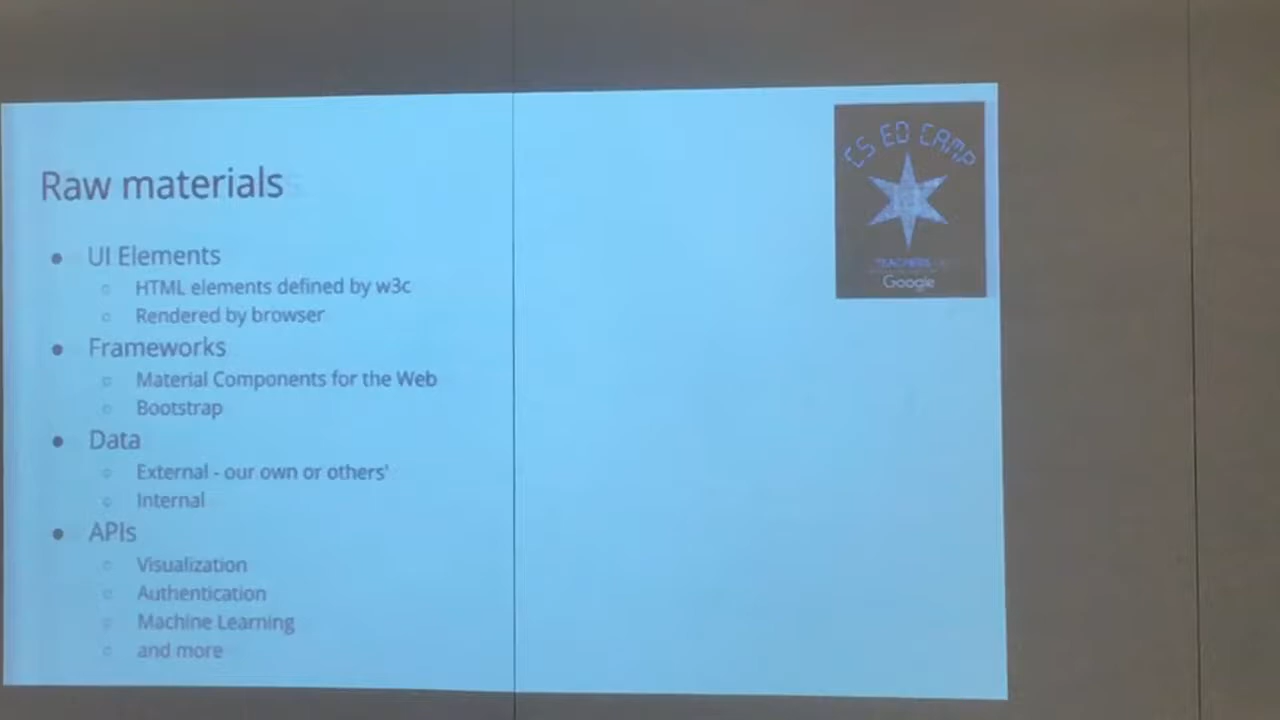 Raw materials
UI Elements
HTML elements defined by w3c
Rendered by browser
Frameworks
Material Components for the Web
Bootstrap
Data
External - our own or others'
Internal
APIs
Visualization
Authentication
Machine Learning
and more
CS ED CAMP
TEACHERS
Google